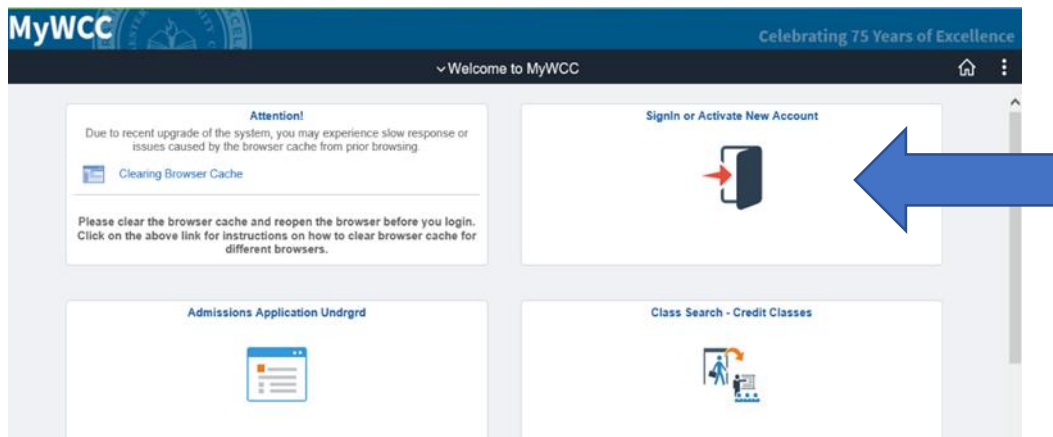 MyWCC
Celebrating 75 Years of Excellence
Welcome to MyWCC
Attention!
Due to recent upgrade of the system, you may experience slow response or
issues caused by the browser cache from prior browsing.
Clearing Browser Cache
Please clear the browser cache and reopen the browser before you login.
Click on the above link for instructions on how to clear browser cache for
different browsers.
SignIn or Activate New Account
Admissions Application Undrgrd
Class Search - Credit Classes